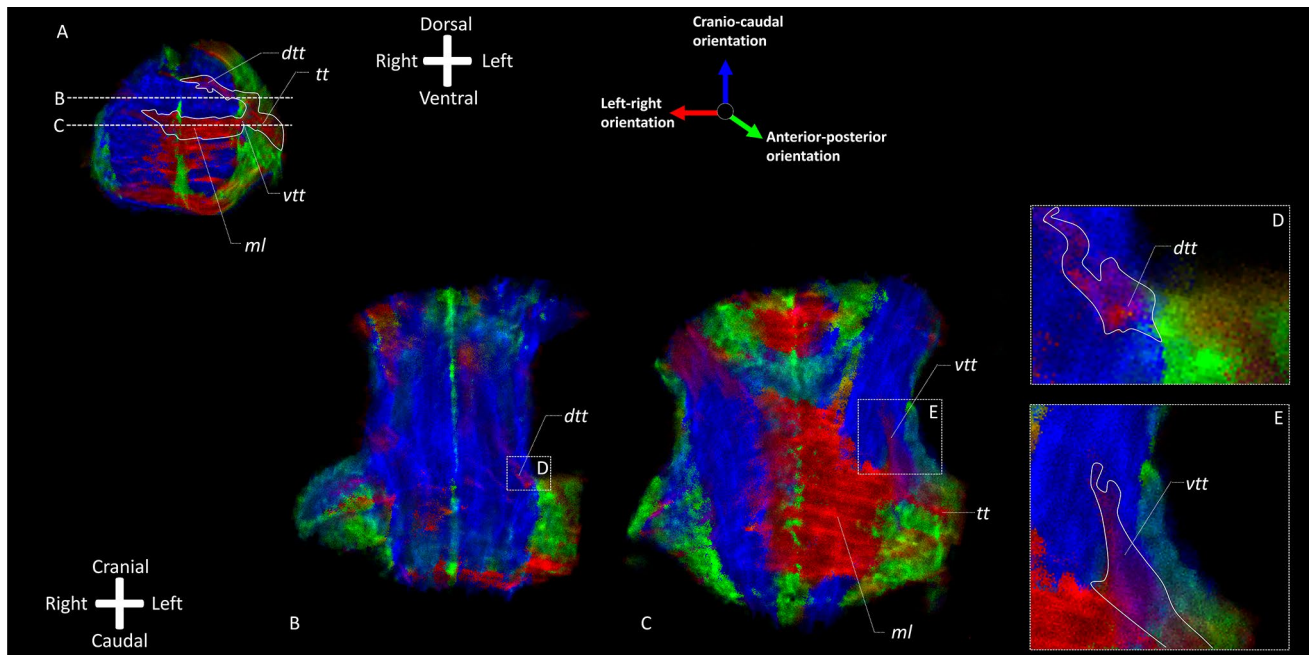 A
Dorsal
Right
Left
Ventral
dtt
tt
B
C
vtt
ml
Cranio-caudal
orientation
Left-right
orientation
Anterior-posterior
orientation
D
dtt
vtt
E
dtt
D
E
vtt
tt
Cranial
Right
Left
Caudal
B
C
ml